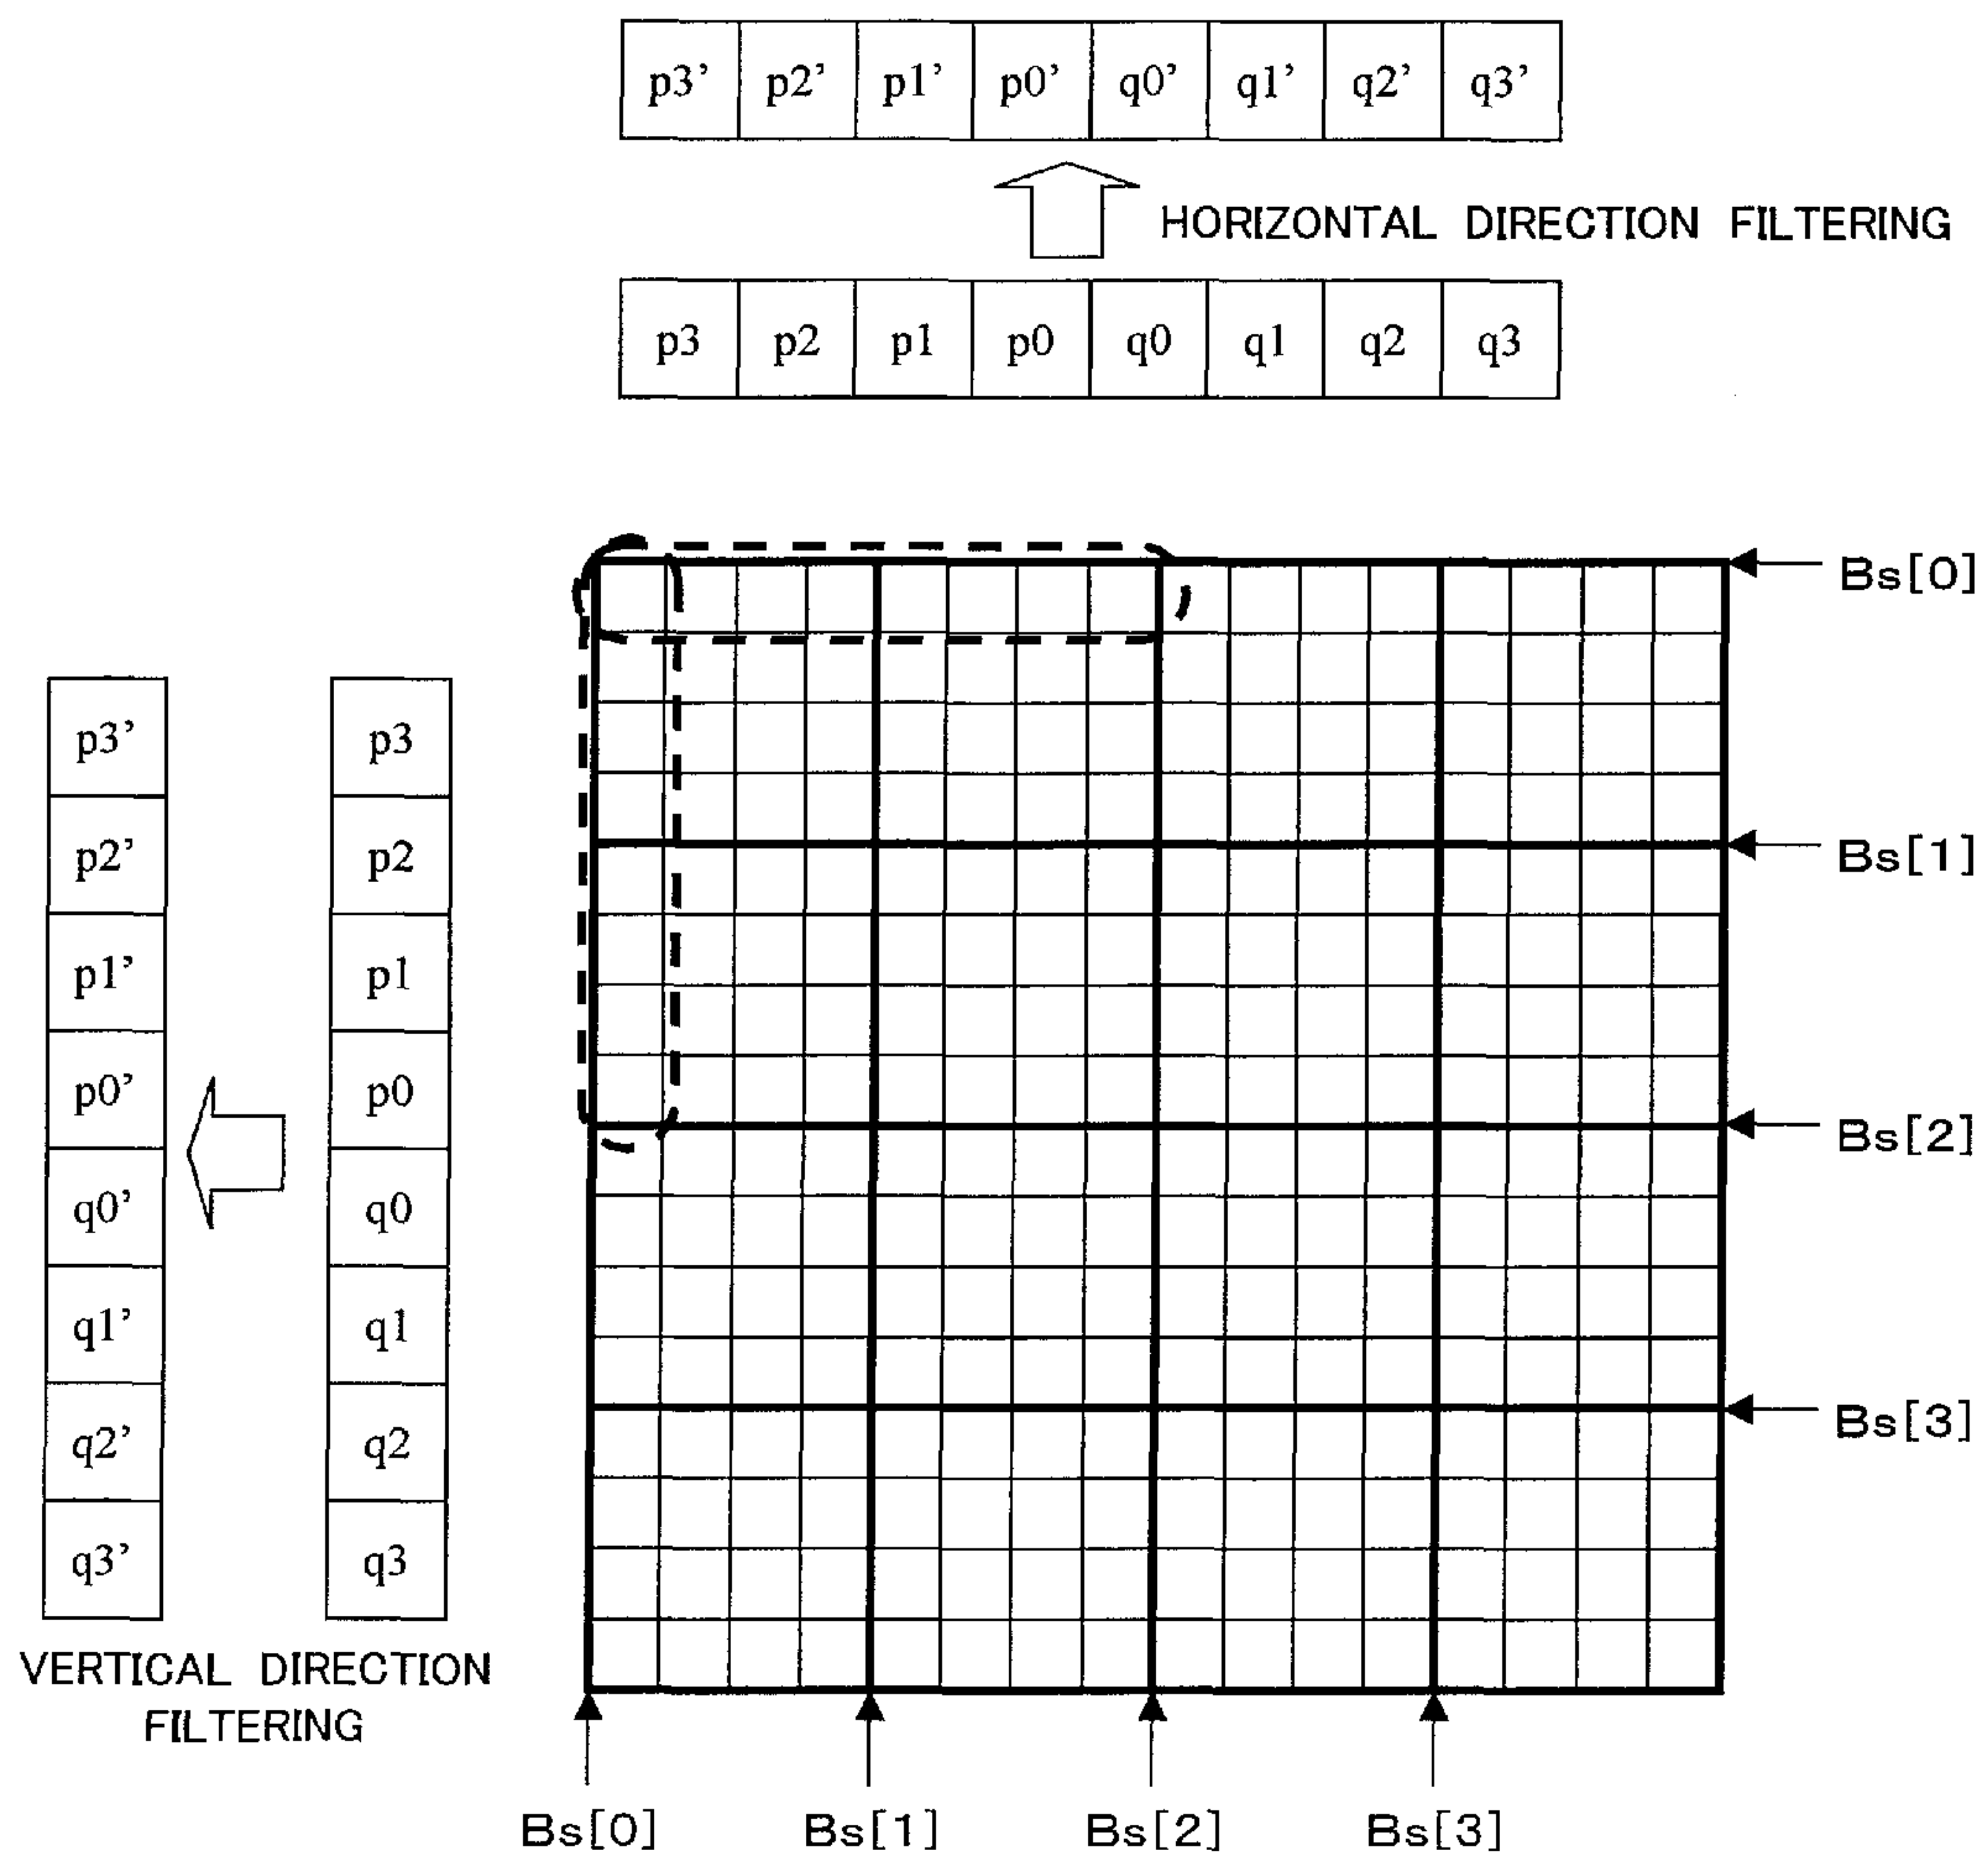 p3’ p2’ p1’ p0’ q0’ q1’ q2’ q3’
HORIZONTAL DIRECTION FILTERING
p3 p2 p1 p0 q0 q1 q2 q3
Bs[0]
Bs[1]
Bs[2]
Bs[3]
p3’ p3
p2’ p2
p1’ p1
p0’ p0
q0’ q0
q1’ q1
q2’ q2
q3’ q3
VERTICAL DIRECTION
FILTERING
Bs[0] Bs[1] Bs[2] Bs[3]